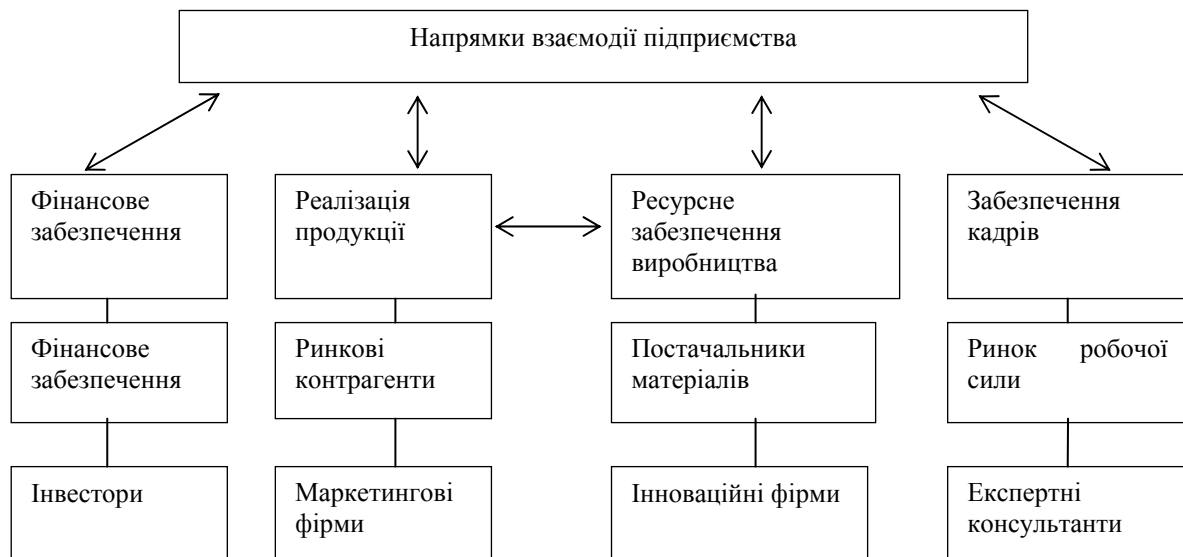 Напрямки взаємодії підприємства
Фінансове
забезпечення
Реалізація
продукції
Ресурсне
забезпечення
виробництва
Забезпечення
кадрів
Фінансове
забезпечення
Ринкові
контрагенти
Постачальники
матеріалів
Ринок робочої
сили
Інвестори
Маркетингові
фірми
Інноваційні фірми
Експертні
консультанти